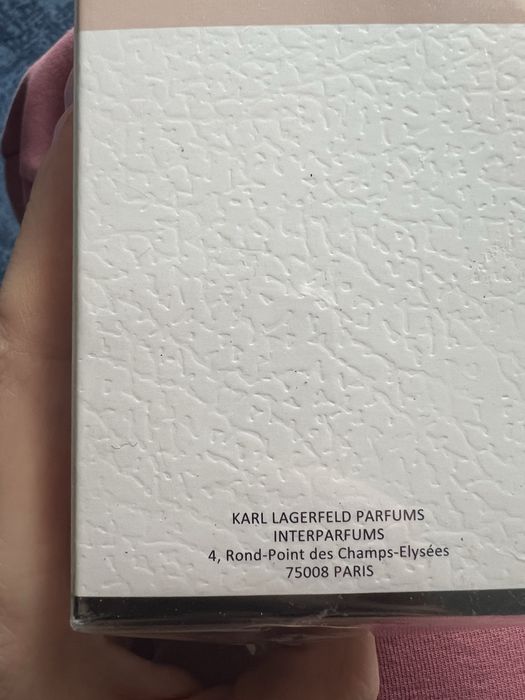 KARL LAGERFELD PARFUMS
INTERPARFUMS
4, Rond-Point des Champs-Elysées
75008 PARIS